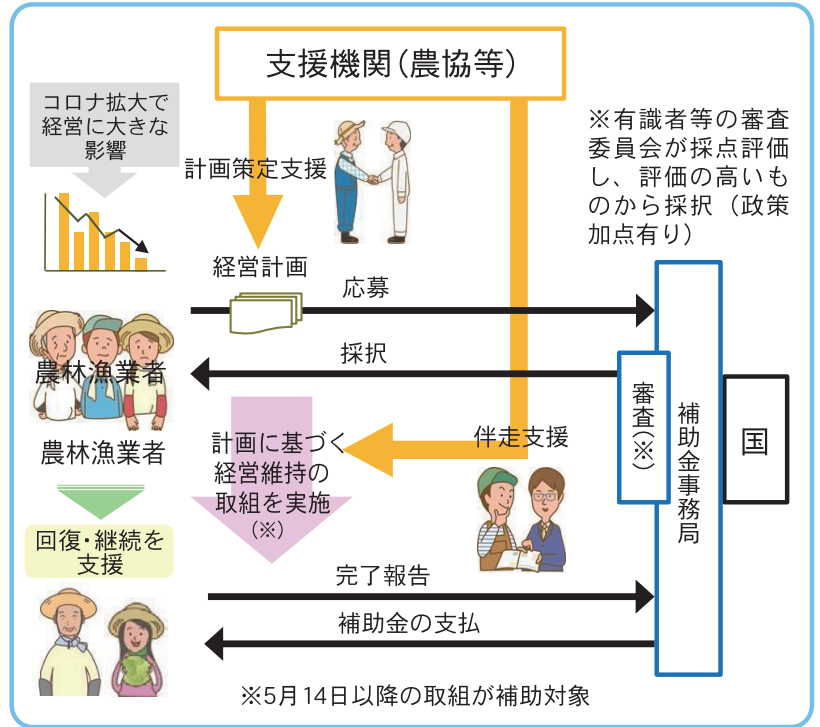 支援機関（農協等）
コロナ拡大で
経営に大きな
影響
計画策定支援
※有識者等の審査
委員会が採点評価
し、評価の高いも
のから採択（政策
加点有り）
経営計画
応募
採択
農林漁業者
農林漁業者
審査（※）
補助金事務局
国
計画に基づく
経営維持の
取組を実施
（※）
伴走支援
回復・継続を
支援
完了報告
補助金の支払
※5月14日以降の取組が補助対象